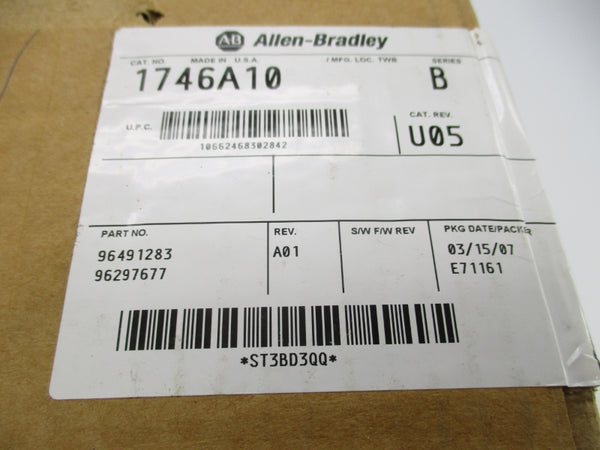 AB Allen-Bradley
CAT. NO. MADE IN U.S.A. / MFG. LOC. TWB SERIES
1746A10 B
U.P.C. CAT. REV.
10662468302842 U05
PART NO. REV. S/W F/W REV PKG DATE/PACKER
96491283 A01 03/15/07
96297677 E71161
*ST3BD3QQ*